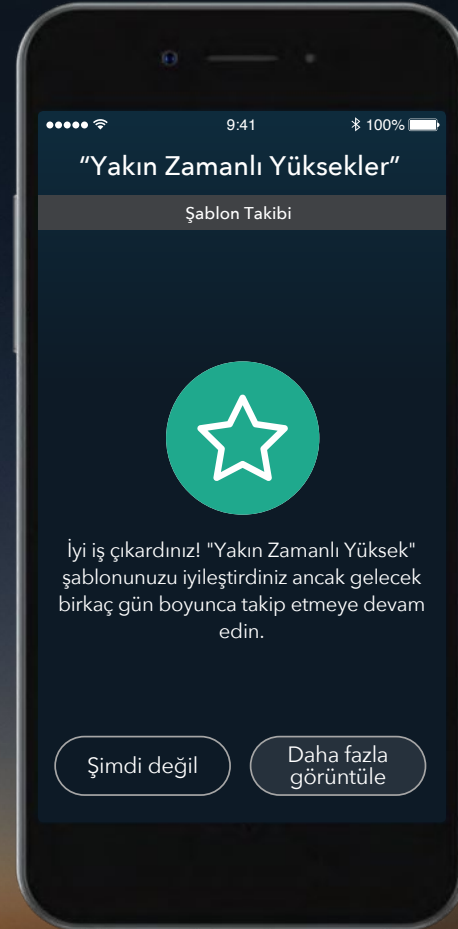 9:41
100%
“Yakın Zamanlı Yüksekler”
Şablon Takibi
İyi iş çıkardınız! "Yakın Zamanlı Yüksek"
şablonunuzu iyileştirdiniz ancak gelecek
birkaç gün boyunca takip etmeye devam
edin.
Şimdi değil
Daha fazla
görüntüle